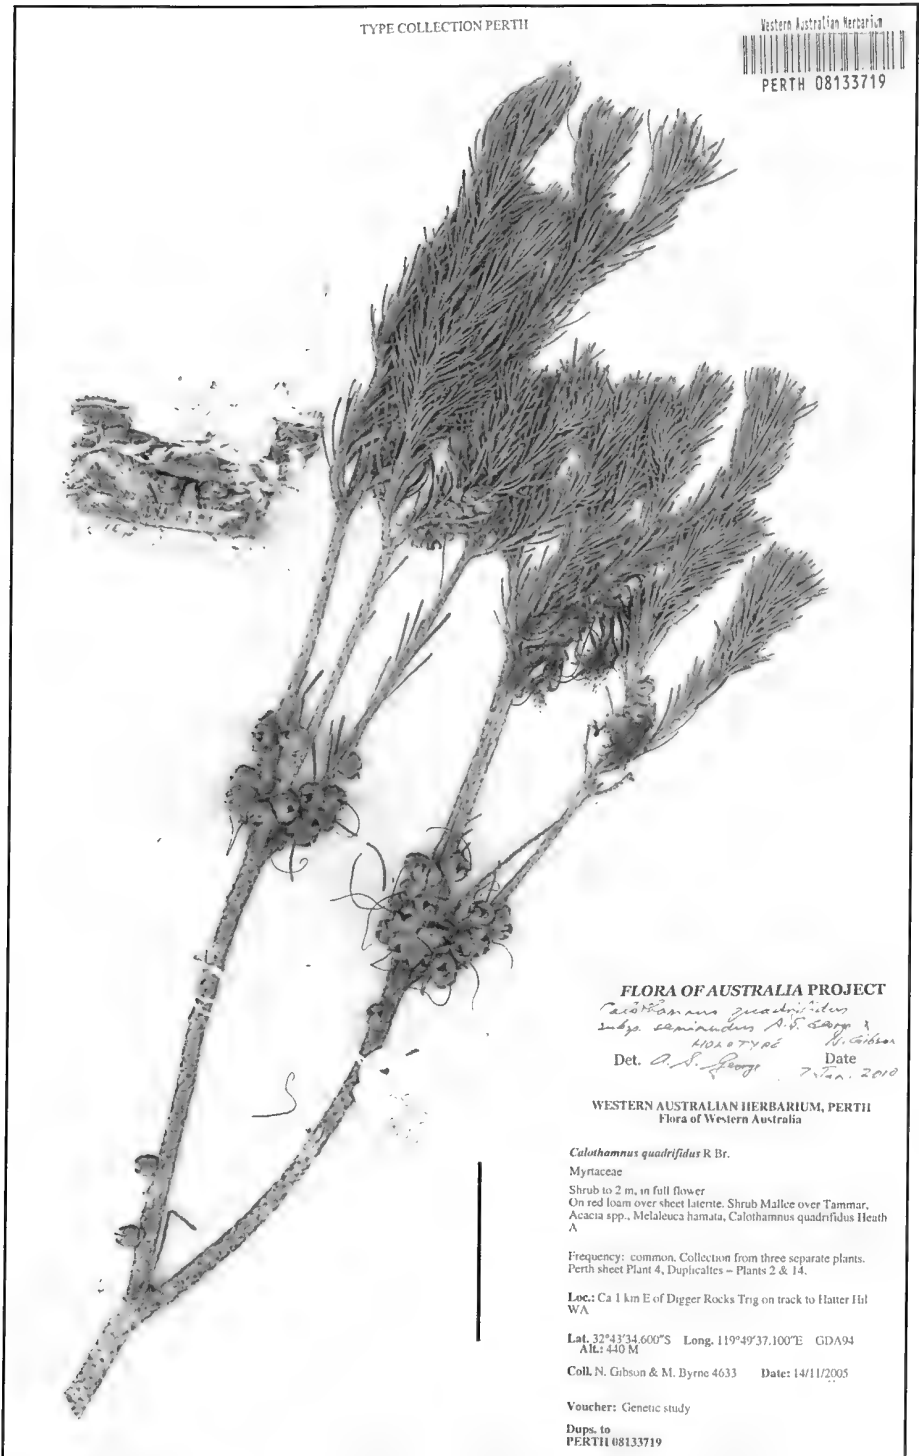 TYPE COLLECTION PERTH
Western Australian Herbarium
PERTH 08133719
FLORA OF AUSTRALIA PROJECT
Calothamnus quadrifidus
subsp. seminudus A.S. George &
HOLOTYPE N. Gibson
Det. A. S. George Date
7 Jan. 2010
WESTERN AUSTRALIAN HERBARIUM, PERTH
Flora of Western Australia
Calothamnus quadrifidus R Br.
Myrtaceae
Shrub to 2 m, in full flower
On red loam over sheet laterite. Shrub Mallee over Tammar,
Acacia spp., Melaleuca hamata, Calothamnus quadrifidus Heath
A
Frequency: common. Collection from three separate plants.
Perth sheet Plant 4, Duplicaltes – Plants 2 & 14.
Loc.: Ca 1 km E of Digger Rocks Trig on track to Hatter Hil
WA
Lat. 32°43'34.600"S Long. 119°49'37.100"E GDA94
Alt.: 440 M
Coll. N. Gibson & M. Byrne 4633 Date: 14/11/2005
Voucher: Genetic study
Dups. to
PERTH 08133719